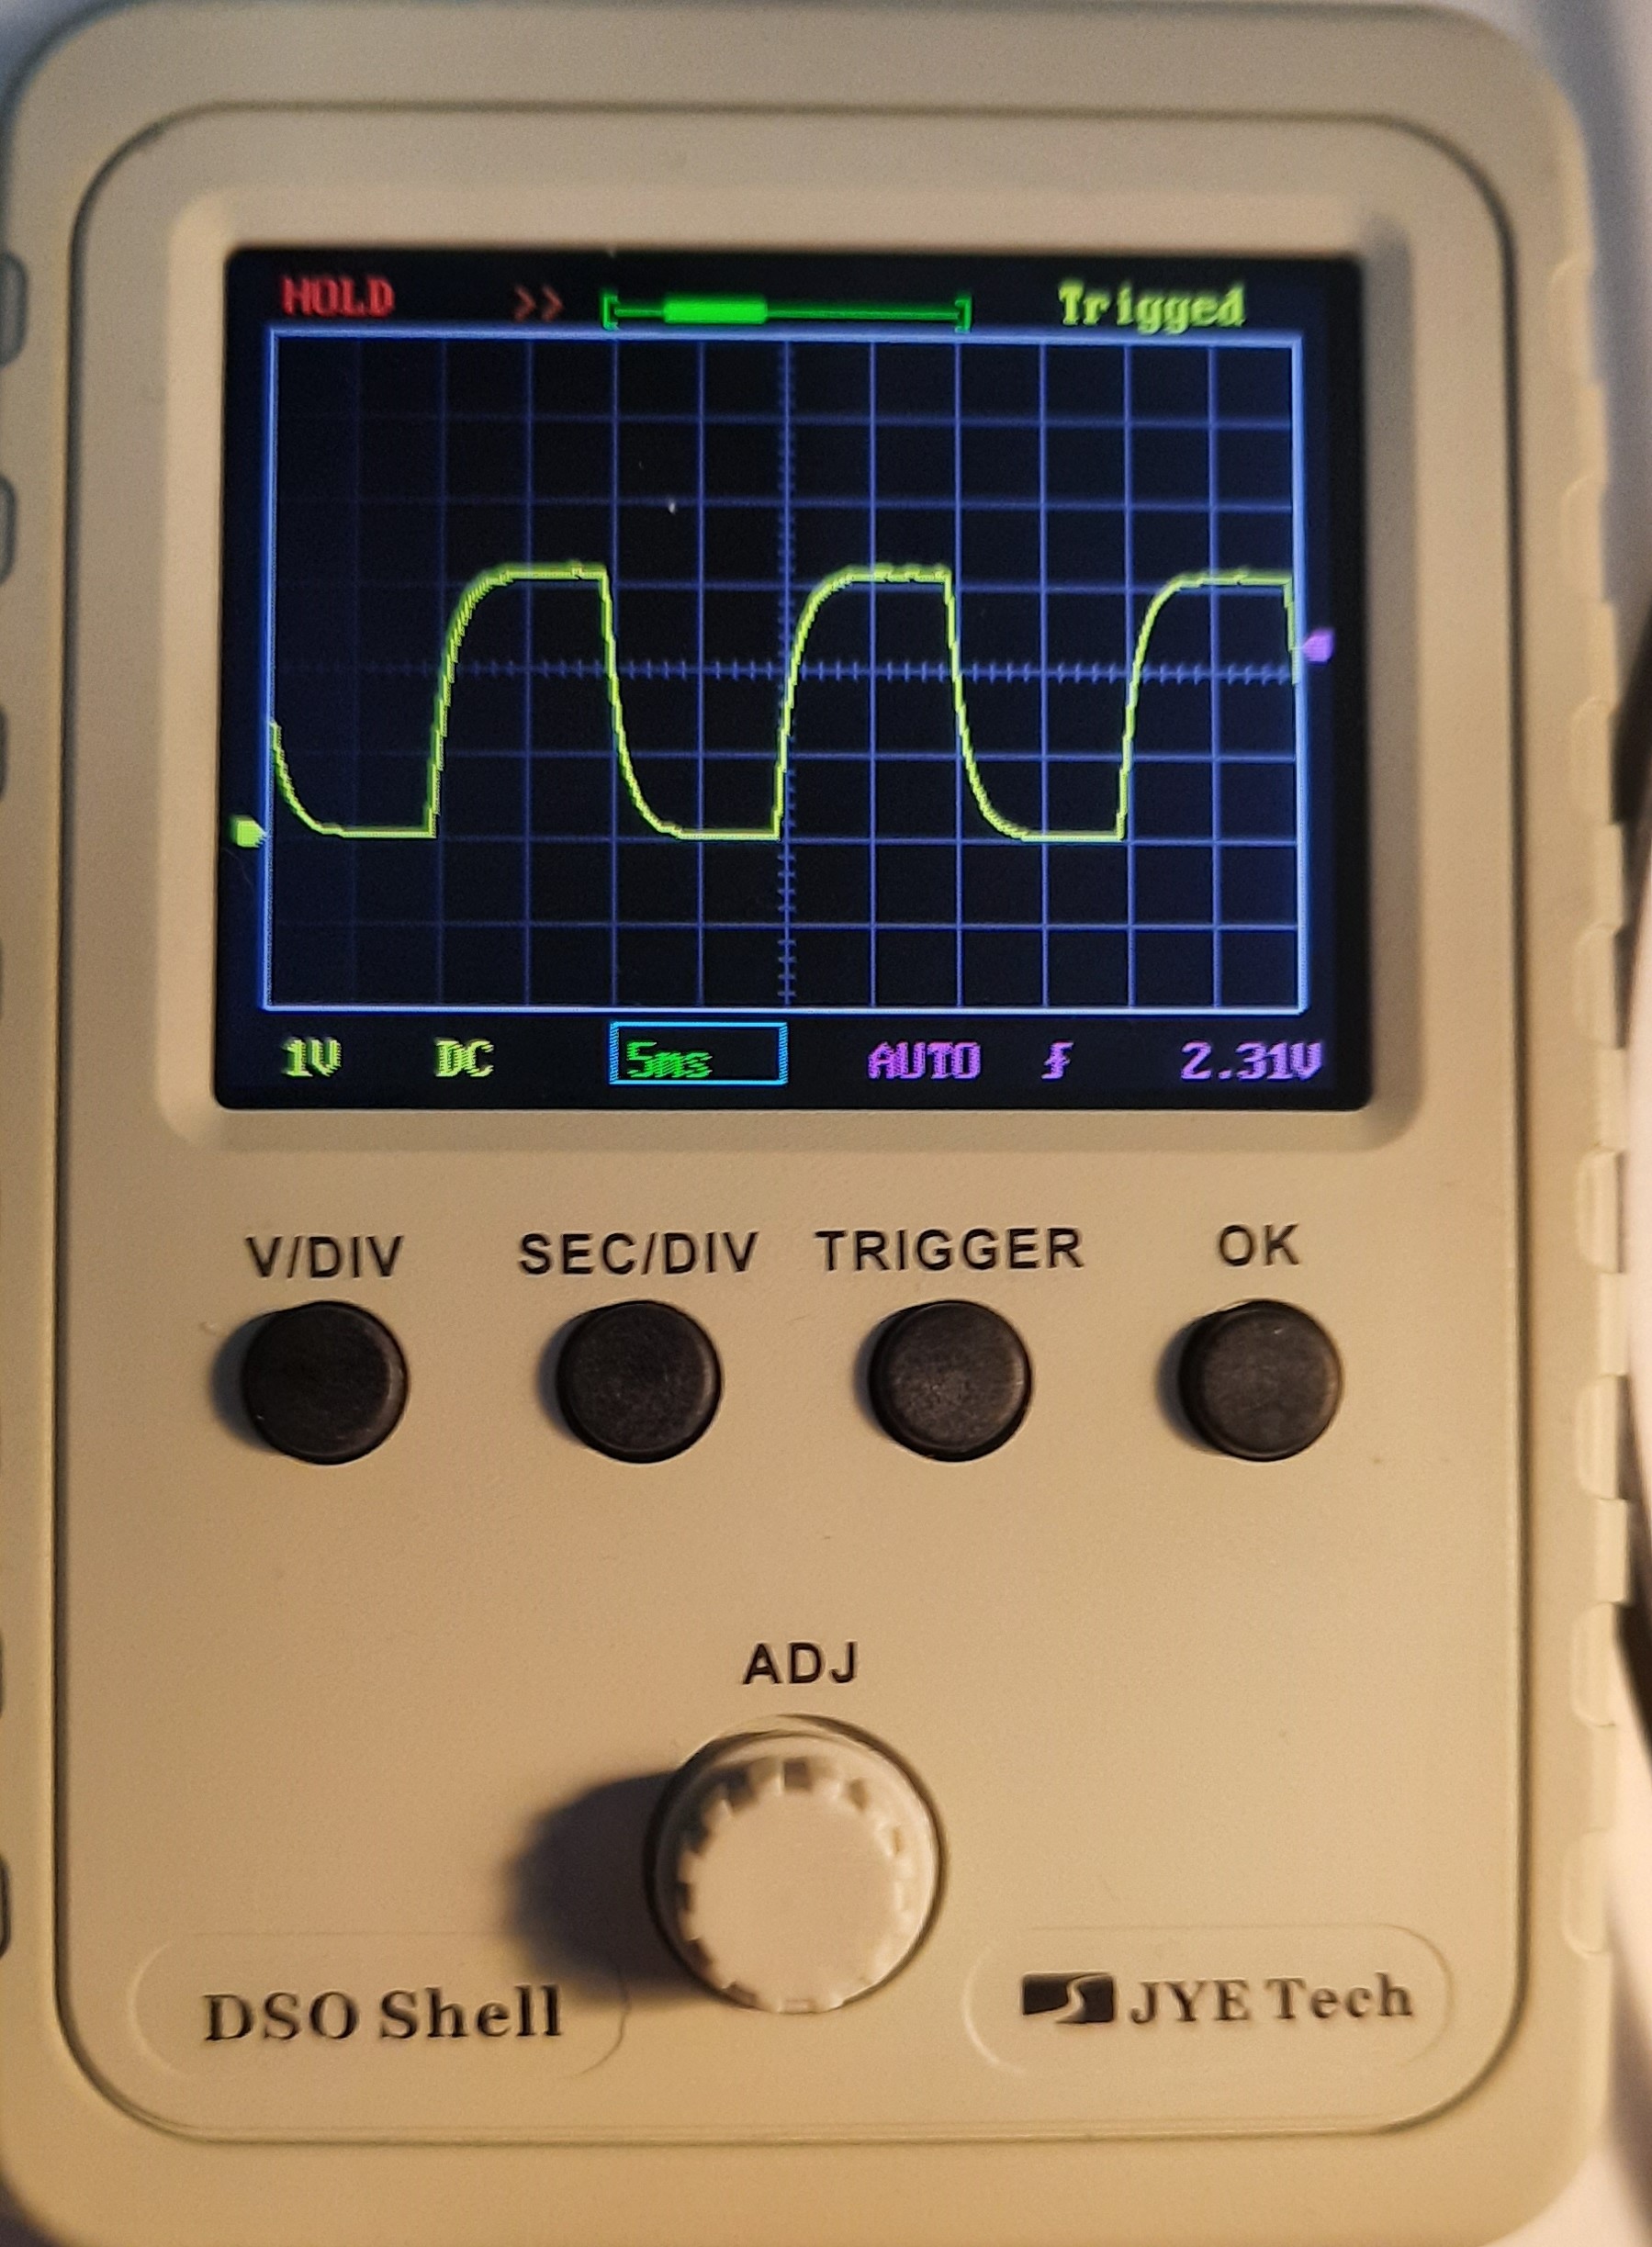 HOLD >> Trigged
1V DC 5ms AUTO 2.31V
V/DIV SEC/DIV TRIGGER OK
ADJ
DSO Shell JYE Tech